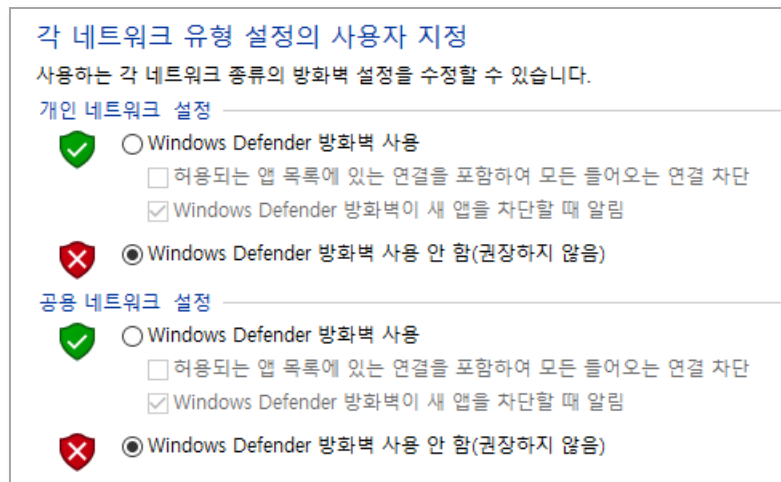 각 네트워크 유형 설정의 사용자 지정
사용하는 각 네트워크 종류의 방화벽 설정을 수정할 수 있습니다.
개인 네트워크 설정
Windows Defender 방화벽 사용
허용되는 앱 목록에 있는 연결을 포함하여 모든 들어오는 연결 차단
Windows Defender 방화벽이 새 앱을 차단할 때 알림
Windows Defender 방화벽 사용 안 함(권장하지 않음)
공용 네트워크 설정
Windows Defender 방화벽 사용
허용되는 앱 목록에 있는 연결을 포함하여 모든 들어오는 연결 차단
Windows Defender 방화벽이 새 앱을 차단할 때 알림
Windows Defender 방화벽 사용 안 함(권장하지 않음)